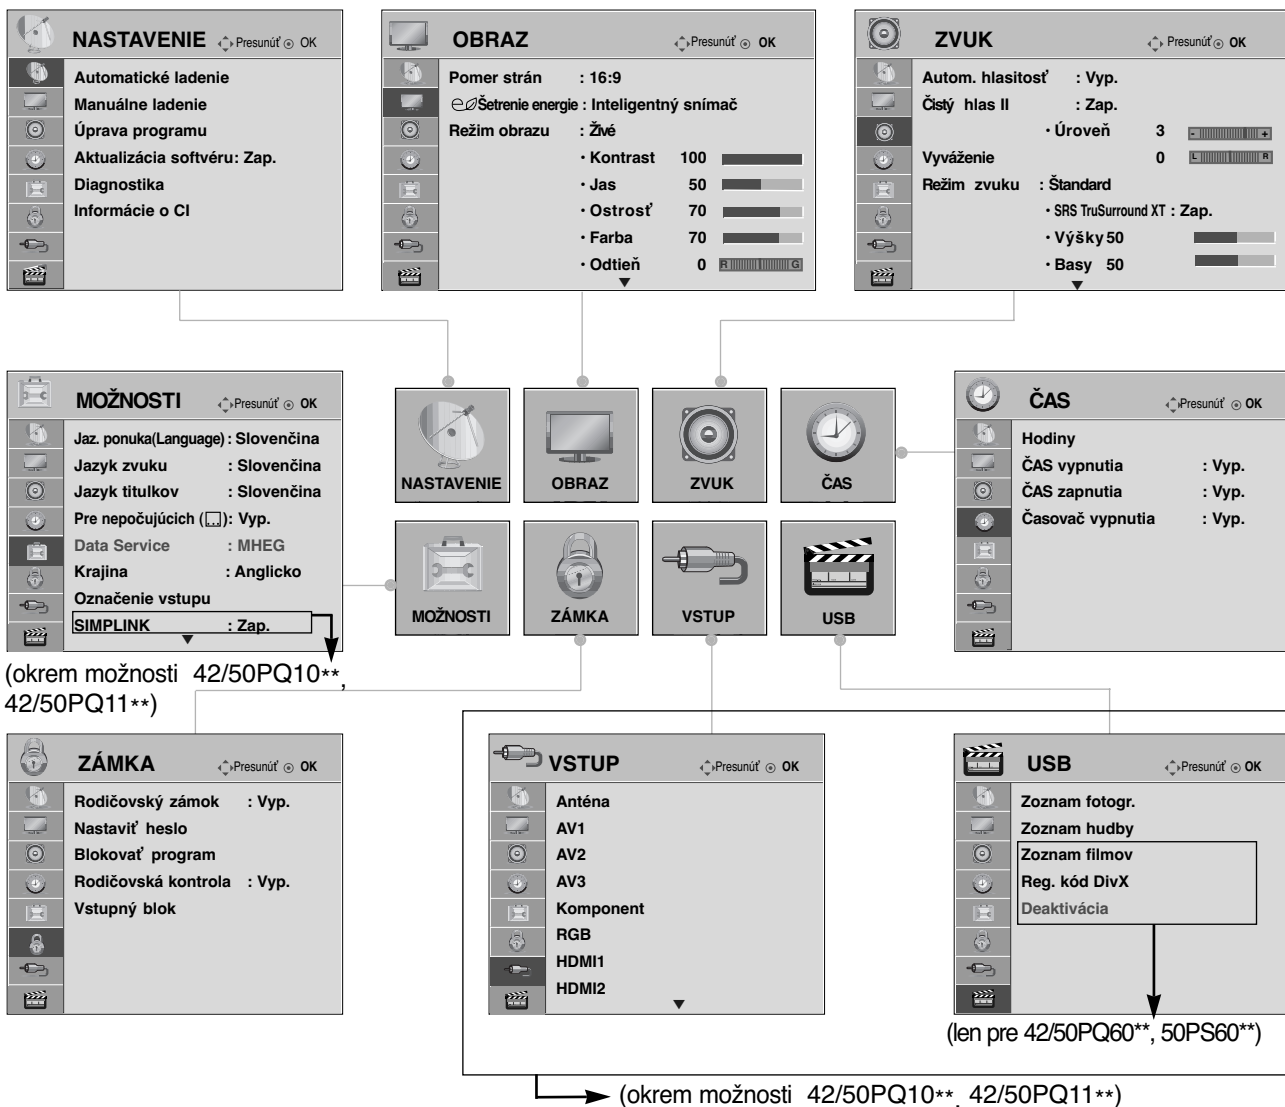 NASTAVENIE Presunúť OK
Automatické ladenie
Manuálne ladenie
Úprava programu
Aktualizácia softvéru: Zap.
Diagnostika
Informácie o CI
OBRAZ Presunúť OK
Pomer strán : 16:9
Šetrenie energie : Inteligentný snímač
Režim obrazu : Živé
• Kontrast 100
• Jas 50
• Ostrosť 70
• Farba 70
• Odtieň 0 R G
ZVUK Presunúť OK
Autom. hlasitosť : Vyp.
Čistý hlas II : Zap.
• Úroveň 3 - +
Vyváženie 0 L R
Režim zvuku : Štandard
• SRS TruSurround XT : Zap.
• Výšky 50
• Basy 50
MOŽNOSTI Presunúť OK
Jaz. ponuka(Language) : Slovenčina
Jazyk zvuku : Slovenčina
Jazyk titulkov : Slovenčina
Pre nepočujúcich ( ): Vyp.
Data Service : MHEG
Krajina : Anglicko
Označenie vstupu
SIMPLINK : Zap.
(okrem možnosti 42/50PQ10**,
42/50PQ11**)
NASTAVENIE
OBRAZ
ZVUK
ČAS
MOŽNOSTI
ZÁMKA
VSTUP
USB
ČAS Presunúť OK
Hodiny
ČAS vypnutia : Vyp.
ČAS zapnutia : Vyp.
Časovač vypnutia : Vyp.
ZÁMKA Presunúť OK
Rodičovský zámok : Vyp.
Nastaviť heslo
Blokovať program
Rodičovská kontrola : Vyp.
Vstupný blok
VSTUP Presunúť OK
Anténa
AV1
AV2
AV3
Komponent
RGB
HDMI1
HDMI2
USB Presunúť OK
Zoznam fotogr.
Zoznam hudby
Zoznam filmov
Reg. kód DivX
Deaktivácia
(len pre 42/50PQ60**, 50PS60**)
(okrem možnosti 42/50PQ10**, 42/50PQ11**)